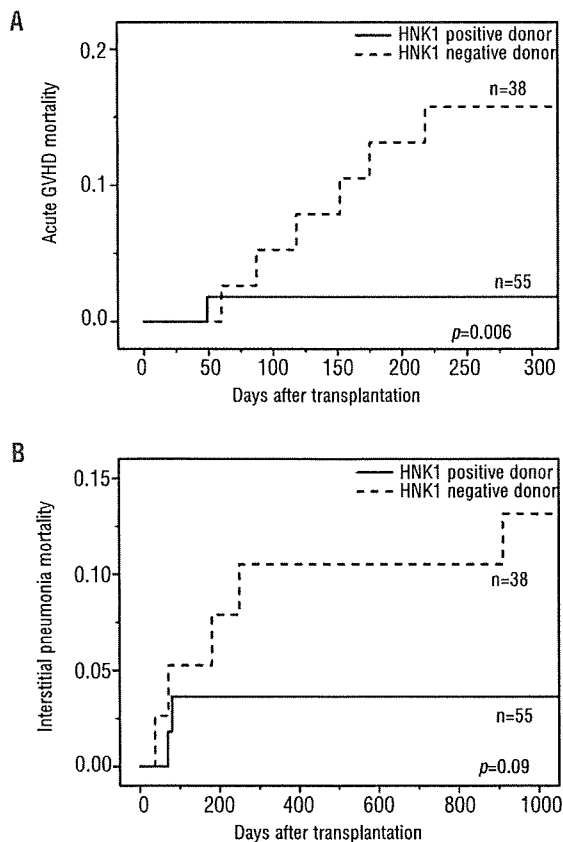 A
HNK1 positive donor
HNK1 negative donor
0.2
n=38
Acute GVHD mortality
0.1
n=55
0.0
p=0.006
0 50 100 150 200 250 300
Days after transplantation
B
0.15
HNK1 positive donor
HNK1 negative donor
Interstitial pneumonia mortality
0.10
n=38
0.05
n=55
0.00
p=0.09
0 200 400 600 800 1000
Days after transplantation